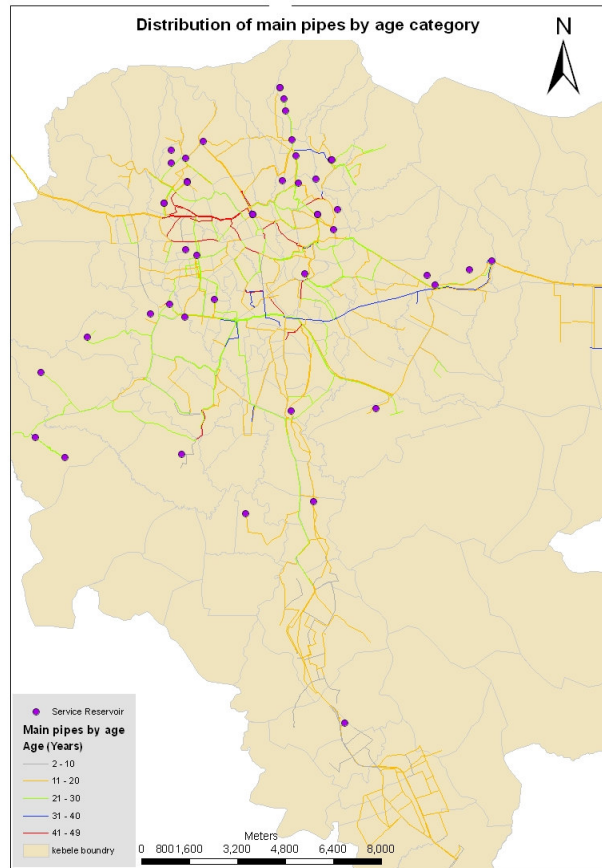 Distribution of main pipes by age category
N
Service Reservoir
Main pipes by age
Age (Years)
2 - 10
11 - 20
21 - 30
31 - 40
41 - 49
kebele boundry
Meters
0 800 1,600 3,200 4,800 6,400 8,000